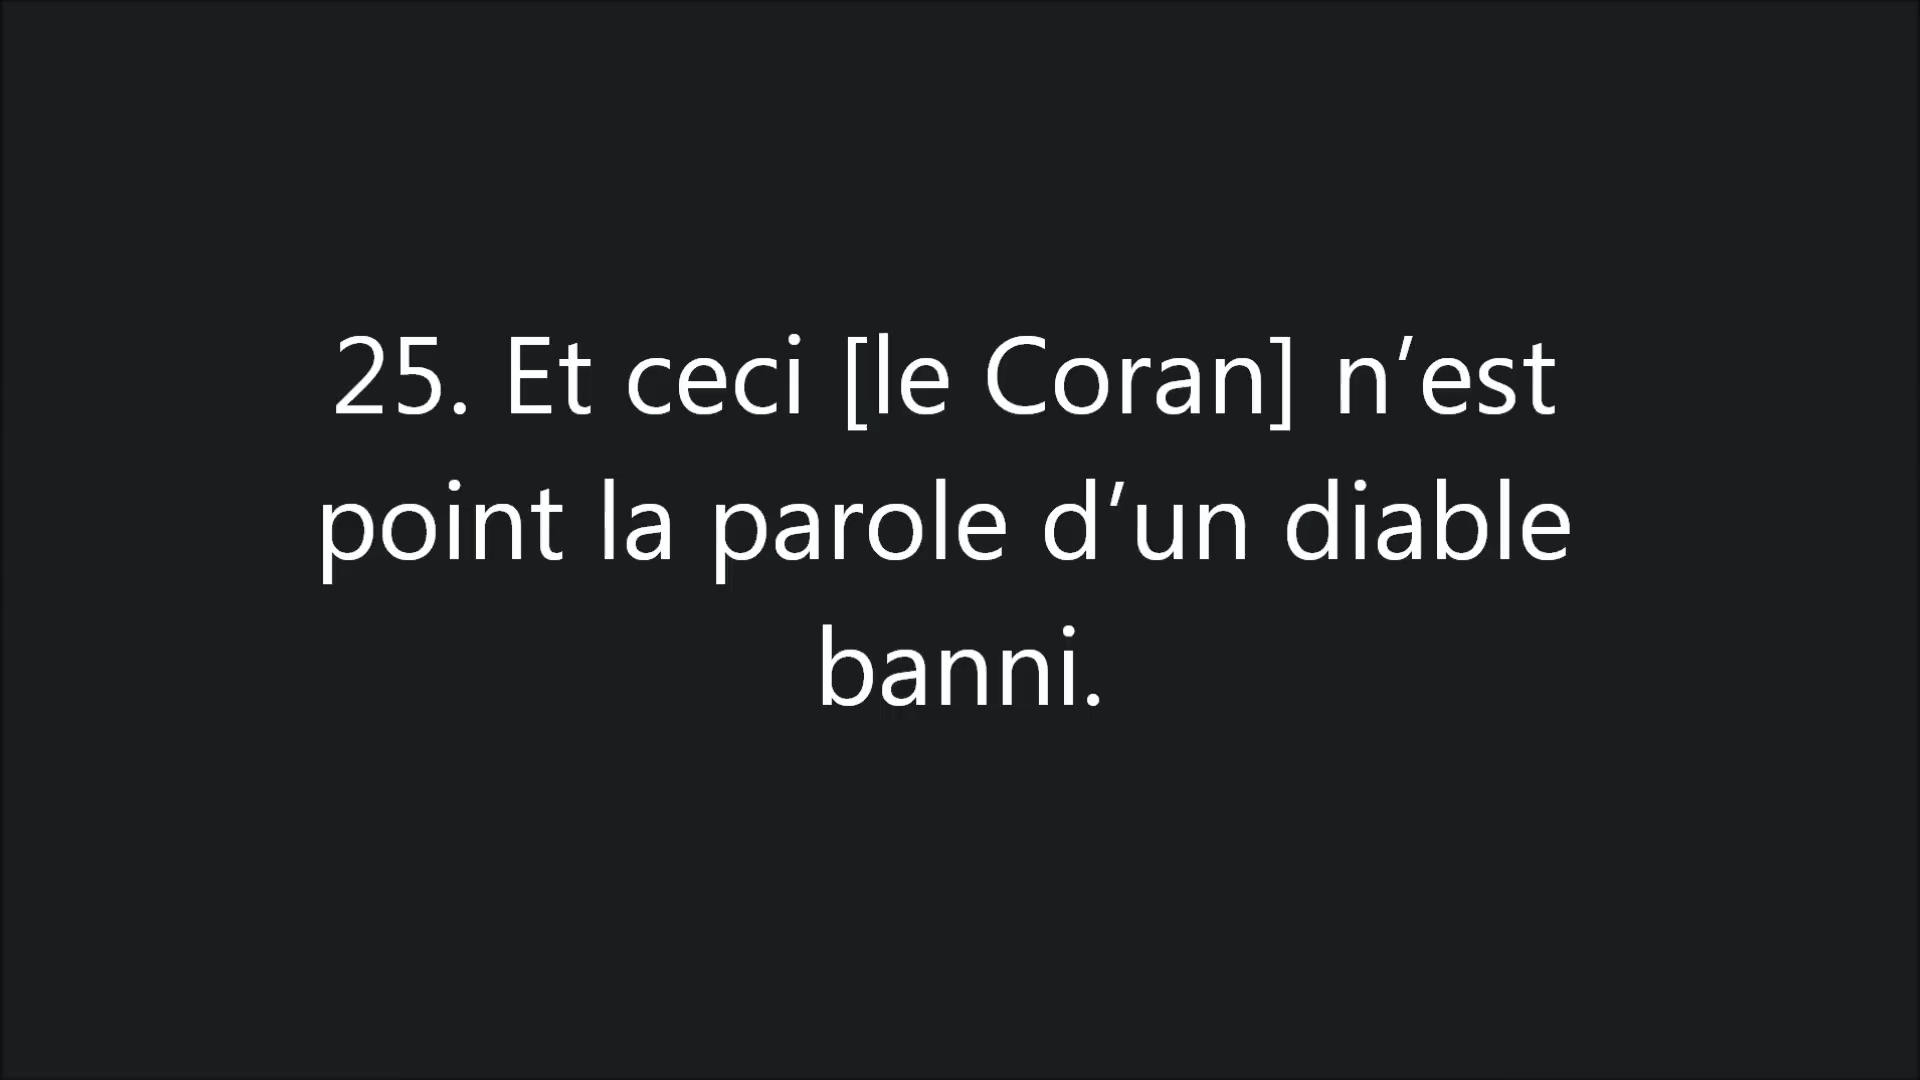 25. Et ceci [le Coran] n’est
point la parole d’un diable
banni.